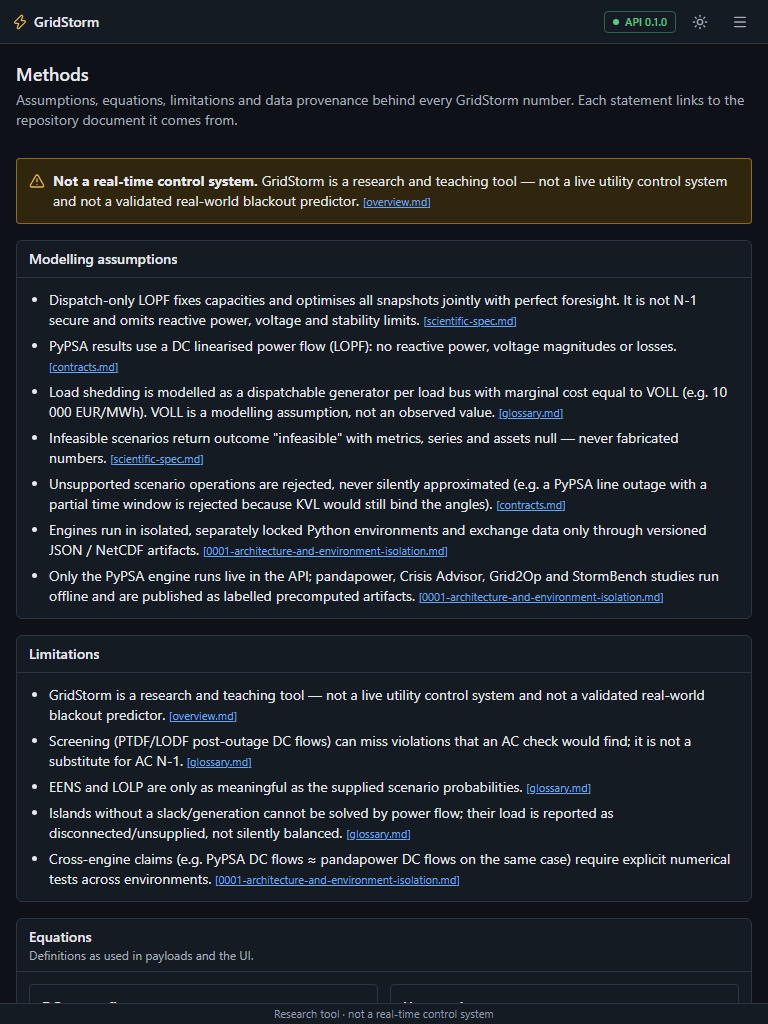 GridStorm
API 0.1.0
Methods
Assumptions, equations, limitations and data provenance behind every GridStorm number. Each statement links to the
repository document it comes from.
Not a real-time control system. GridStorm is a research and teaching tool — not a live utility control system
and not a validated real-world blackout predictor. [overview.md]
Modelling assumptions
• Dispatch-only LOPF fixes capacities and optimises all snapshots jointly with perfect foresight. It is not N-1
secure and omits reactive power, voltage and stability limits. [scientific-spec.md]
• PyPSA results use a DC linearised power flow (LOPF): no reactive power, voltage magnitudes or losses.
[contracts.md]
• Load shedding is modelled as a dispatchable generator per load bus with marginal cost equal to VOLL (e.g. 10
000 EUR/MWh). VOLL is a modelling assumption, not an observed value. [glossary.md]
• Infeasible scenarios return outcome "infeasible" with metrics, series and assets null — never fabricated
numbers. [scientific-spec.md]
• Unsupported scenario operations are rejected, never silently approximated (e.g. a PyPSA line outage with a
partial time window is rejected because KVL would still bind the angles). [contracts.md]
• Engines run in isolated, separately locked Python environments and exchange data only through versioned
JSON / NetCDF artifacts. [0001-architecture-and-environment-isolation.md]
• Only the PyPSA engine runs live in the API; pandapower, Crisis Advisor, Grid2Op and StormBench studies run
offline and are published as labelled precomputed artifacts. [0001-architecture-and-environment-isolation.md]
Limitations
• GridStorm is a research and teaching tool — not a live utility control system and not a validated real-world
blackout predictor. [overview.md]
• Screening (PTDF/LODF post-outage DC flows) can miss violations that an AC check would find; it is not a
substitute for AC N-1. [glossary.md]
• EENS and LOLP are only as meaningful as the supplied scenario probabilities. [glossary.md]
• Islands without a slack/generation cannot be solved by power flow; their load is reported as
disconnected/unsupplied, not silently balanced. [glossary.md]
• Cross-engine claims (e.g. PyPSA DC flows ≈ pandapower DC flows on the same case) require explicit numerical
tests across environments. [0001-architecture-and-environment-isolation.md]
Equations
Definitions as used in payloads and the UI.
Research tool · not a real-time control system